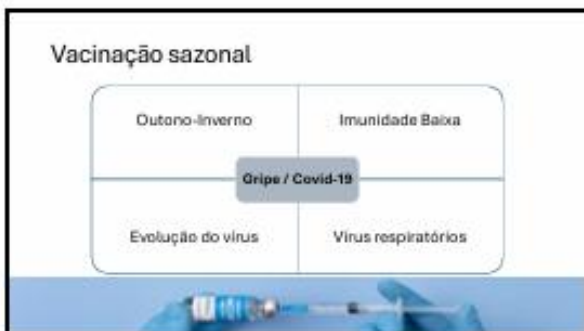 Vacinação sazonal
Outono-Inverno
Imunidade Baixa
Gripe / Covid-19
Evolução do vírus
Vírus respiratórios